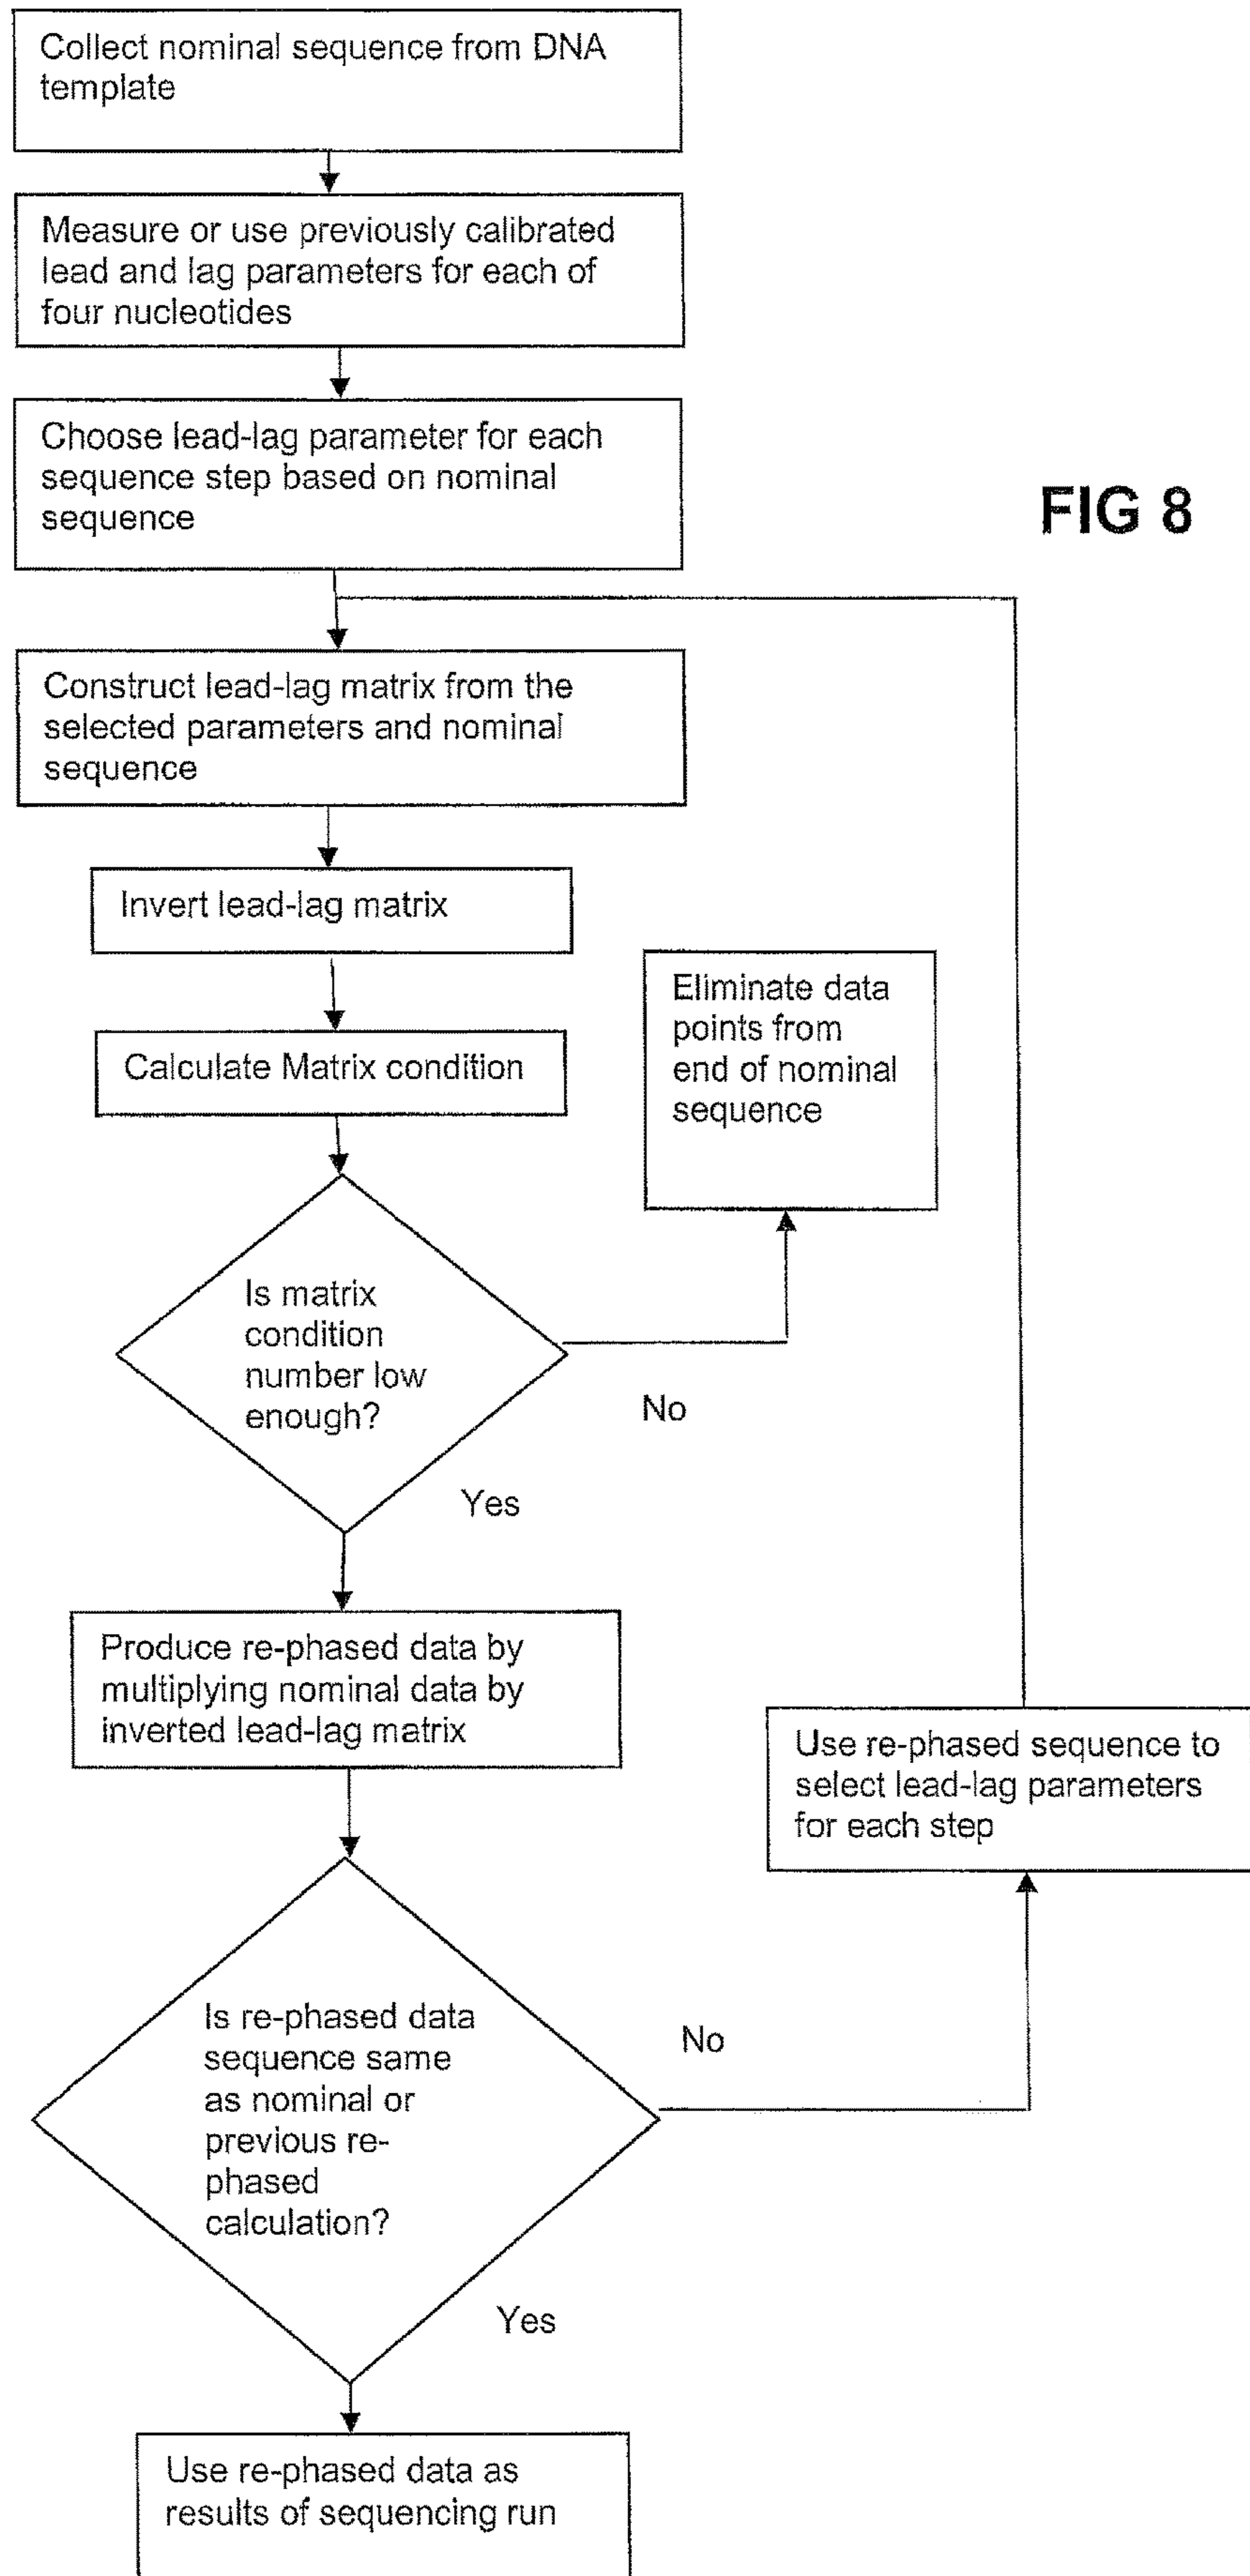 Collect nominal sequence from DNA
template
Measure or use previously calibrated
lead and lag parameters for each of
four nucleotides
Choose lead-lag parameter for each
sequence step based on nominal
sequence
FIG 8
Construct lead-lag matrix from the
selected parameters and nominal
sequence
Invert lead-lag matrix
Eliminate data
points from
end of nominal
sequence
Calculate Matrix condition
Is matrix
condition
number low
enough?
No
Yes
Produce re-phased data by
multiplying nominal data by
inverted lead-lag matrix
Use re-phased sequence to
select lead-lag parameters
for each step
Is re-phased data
sequence same
as nominal or
previous re-
phased
calculation?
No
Yes
Use re-phased data as
results of sequencing run